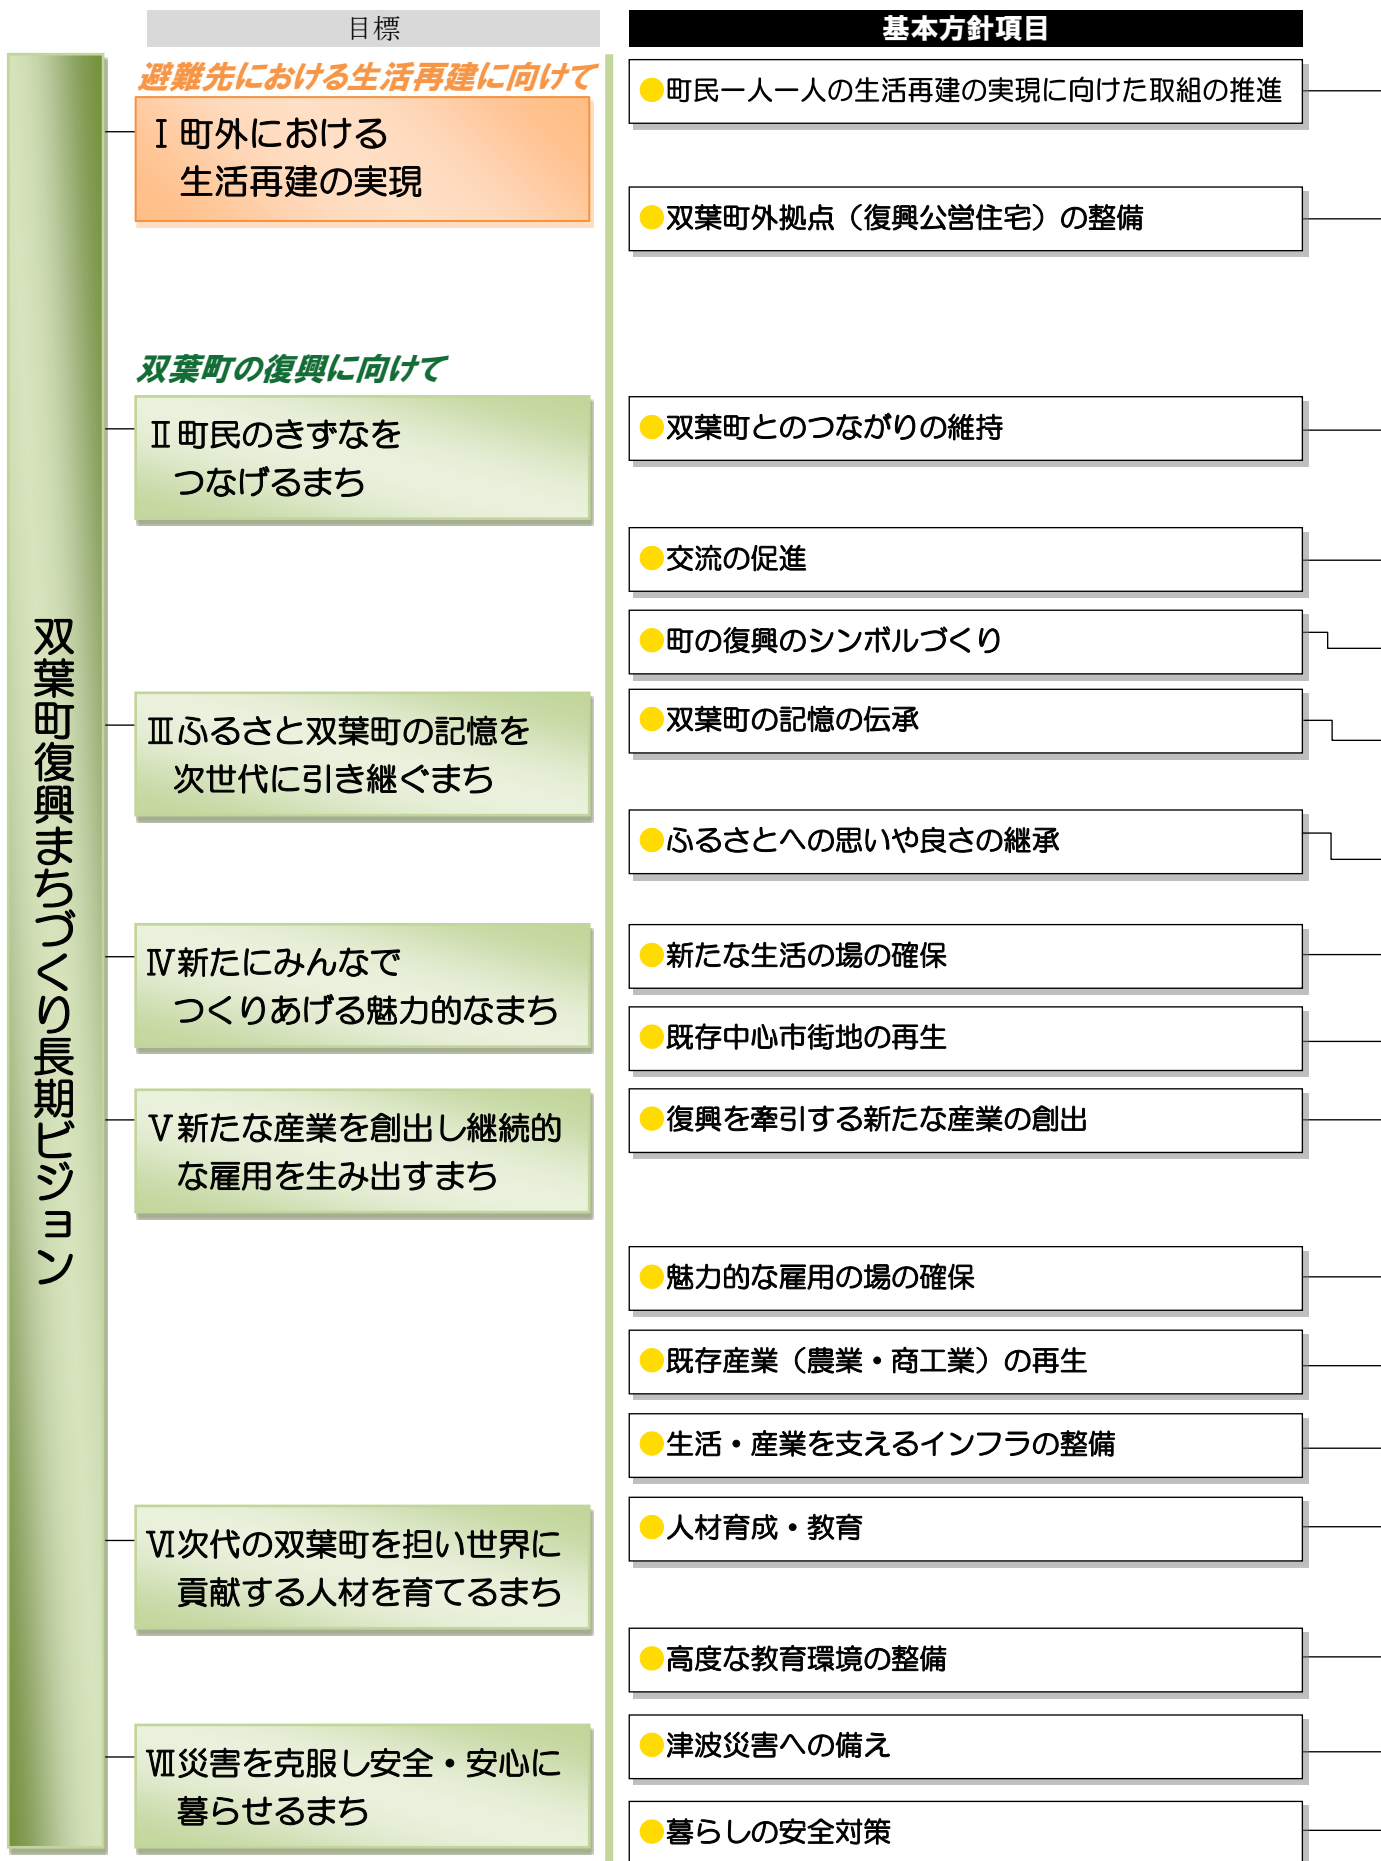 目標
基本方針項目
双葉町復興まちづくり長期ビジョン
避難先における生活再建に向けて
Ⅰ町外における
生活再建の実現
●町民一人一人の生活再建の実現に向けた取組の推進
●双葉町外拠点（復興公営住宅）の整備
双葉町の復興に向けて
Ⅱ町民のきずなを
つなげるまち
●双葉町とのつながりの維持
●交流の促進
●町の復興のシンボルづくり
Ⅲふるさと双葉町の記憶を
次世代に引き継ぐまち
●双葉町の記憶の伝承
●ふるさとへの思いや良さの継承
Ⅳ新たにみんなで
つくりあげる魅力的なまち
●新たな生活の場の確保
●既存中心市街地の再生
Ⅴ新たな産業を創出し継続的
な雇用を生み出すまち
●復興を牽引する新たな産業の創出
●魅力的な雇用の場の確保
●既存産業（農業・商工業）の再生
●生活・産業を支えるインフラの整備
Ⅵ次代の双葉町を担い世界に
貢献する人材を育てるまち
●人材育成・教育
●高度な教育環境の整備
Ⅶ災害を克服し安全・安心に
暮らせるまち
●津波災害への備え
●暮らしの安全対策